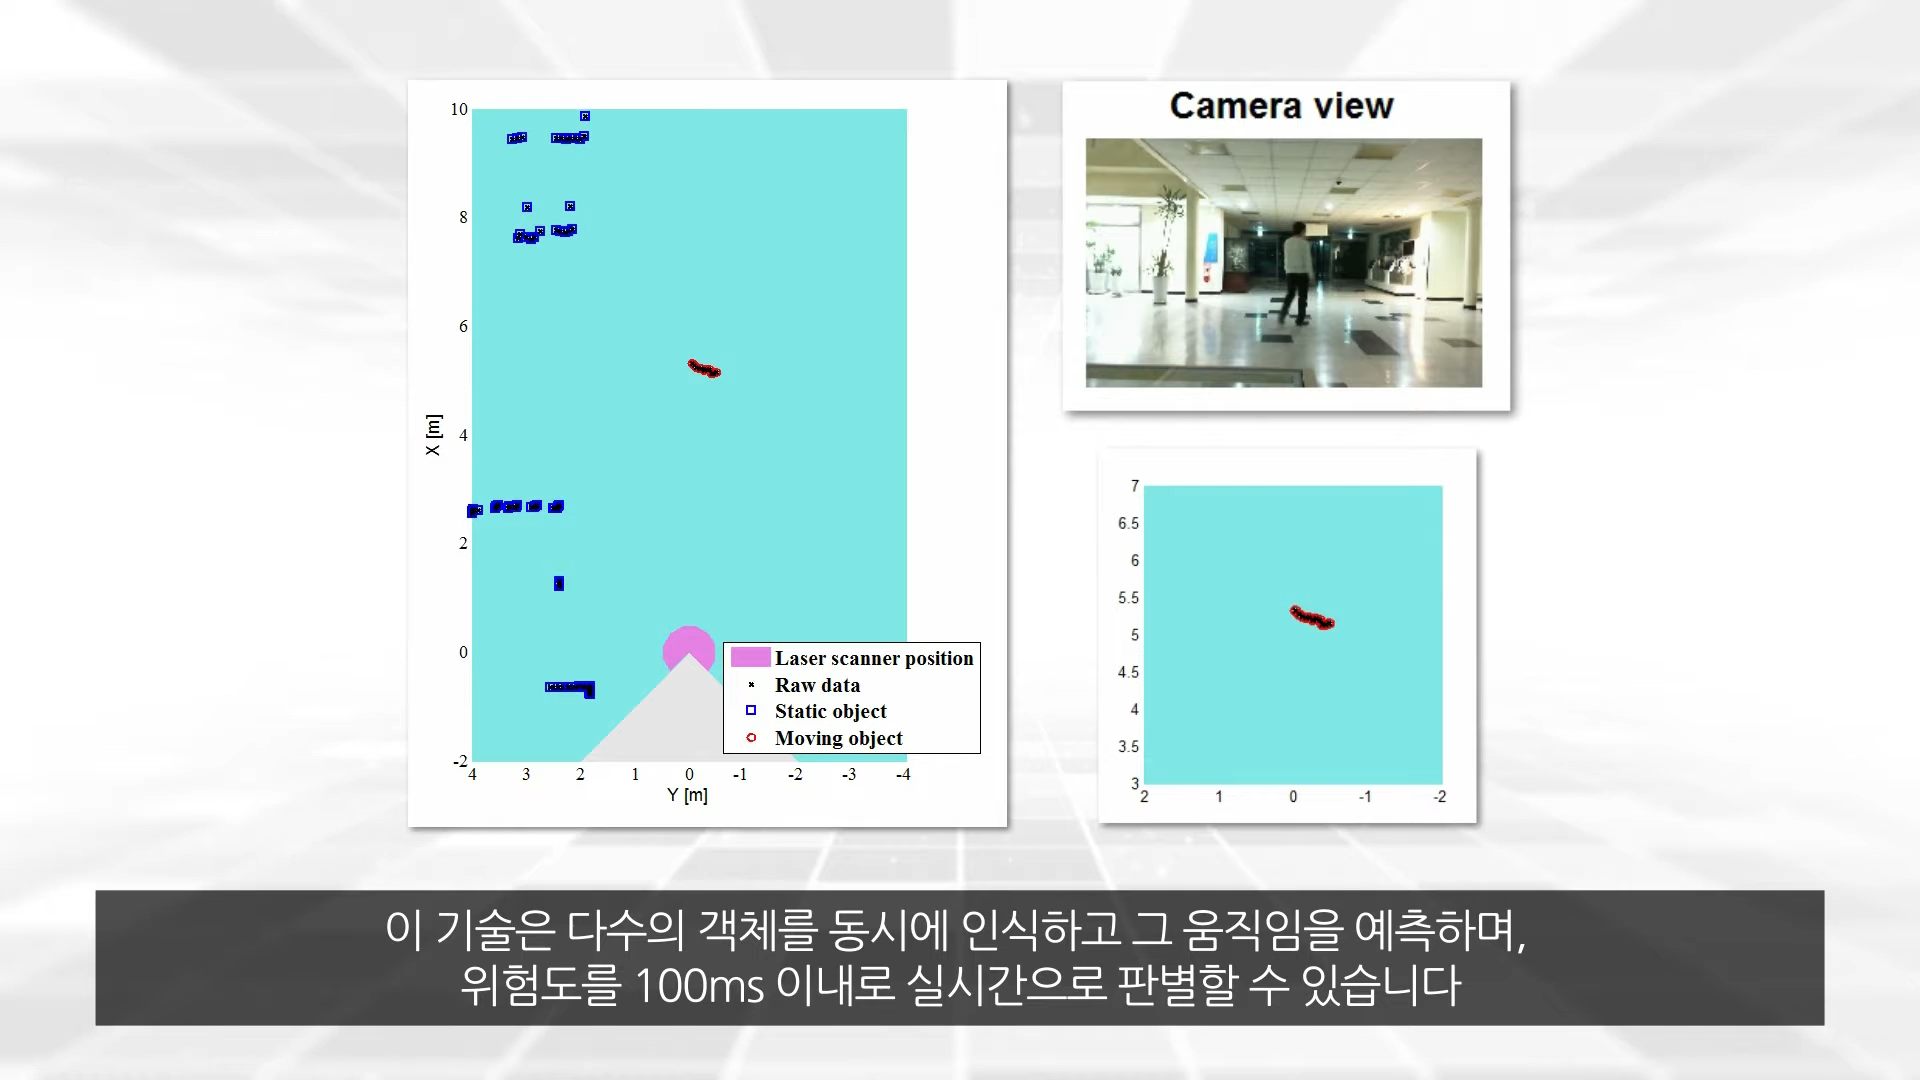 10
8
6
4
2
0
-2
X [m]
4 3 2 1 0 -1 -2 -3 -4
Y [m]
Laser scanner position
Raw data
Static object
Moving object
Camera view
7
6.5
6
5.5
5
4.5
4
3.5
3
2 1 0 -1 -2
이 기술은 다수의 객체를 동시에 인식하고 그 움직임을 예측하며,
위험도를 100ms 이내로 실시간으로 판별할 수 있습니다